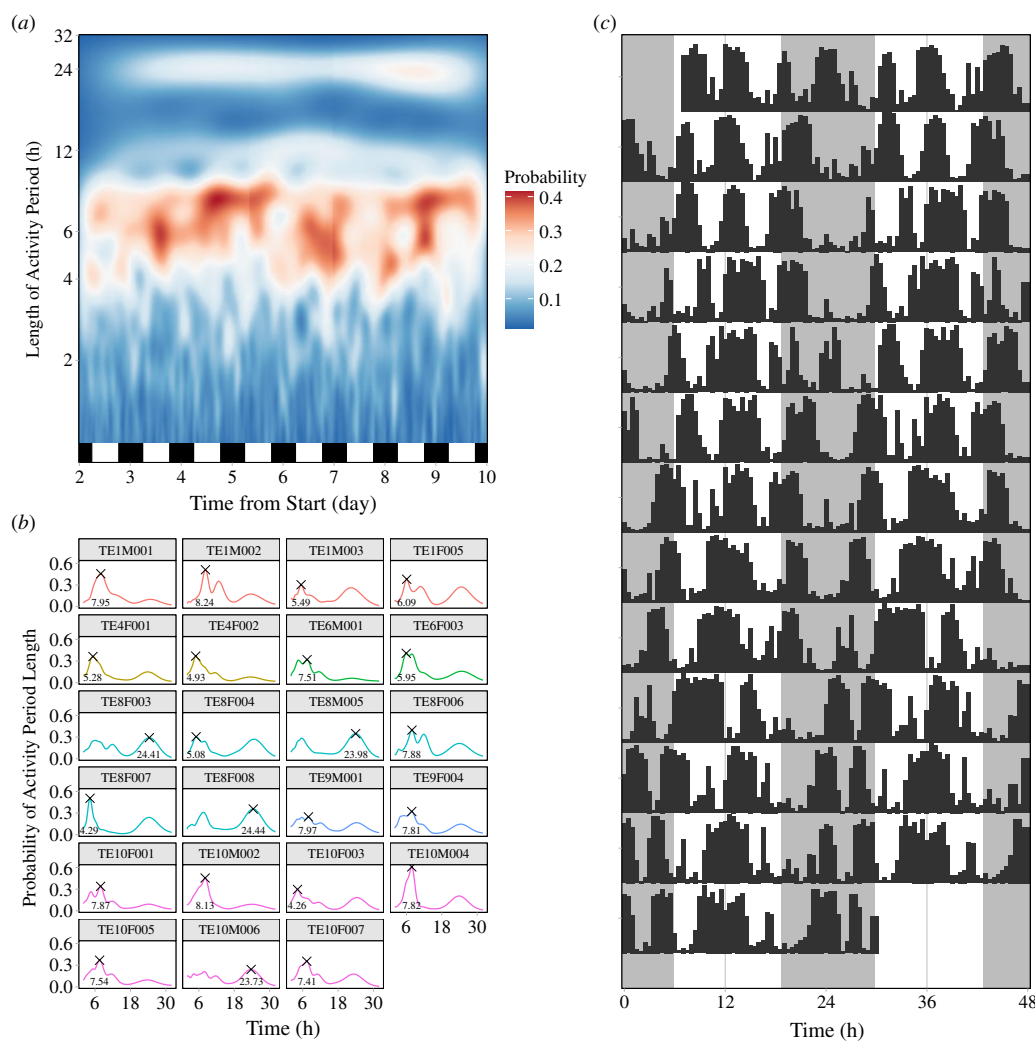 (a)
32
24
12
6
4
2
Length of Activity Period (h)
2 3 4 5 6 7 8 9 10
Time from Start (day)
Probability
0.4
0.3
0.2
0.1
(b)
Probability of Activity Period Length
TE1M001 TE1M002 TE1M003 TE1F005
0.6
0.3
0.0
7.95 8.24 5.49 6.09
TE4F001 TE4F002 TE6M001 TE6F003
0.6
0.3
0.0
5.28 4.93 7.51 5.95
TE8F003 TE8F004 TE8M005 TE8F006
0.6
0.3
0.0
24.41 5.08 23.98 7.88
TE8F007 TE8F008 TE9M001 TE9F004
0.6
0.3
0.0
4.29 24.44 7.97 7.81
TE10F001 TE10M002 TE10F003 TE10M004
0.6
0.3
0.0
7.87 8.13 4.26 7.82
6 18 30
TE10F005 TE10M006 TE10F007
0.6
0.3
0.0
7.54 23.73 7.41
6 18 30 6 18 30 6 18 30
Time (h)
(c)
0 12 24 36 48
Time (h)